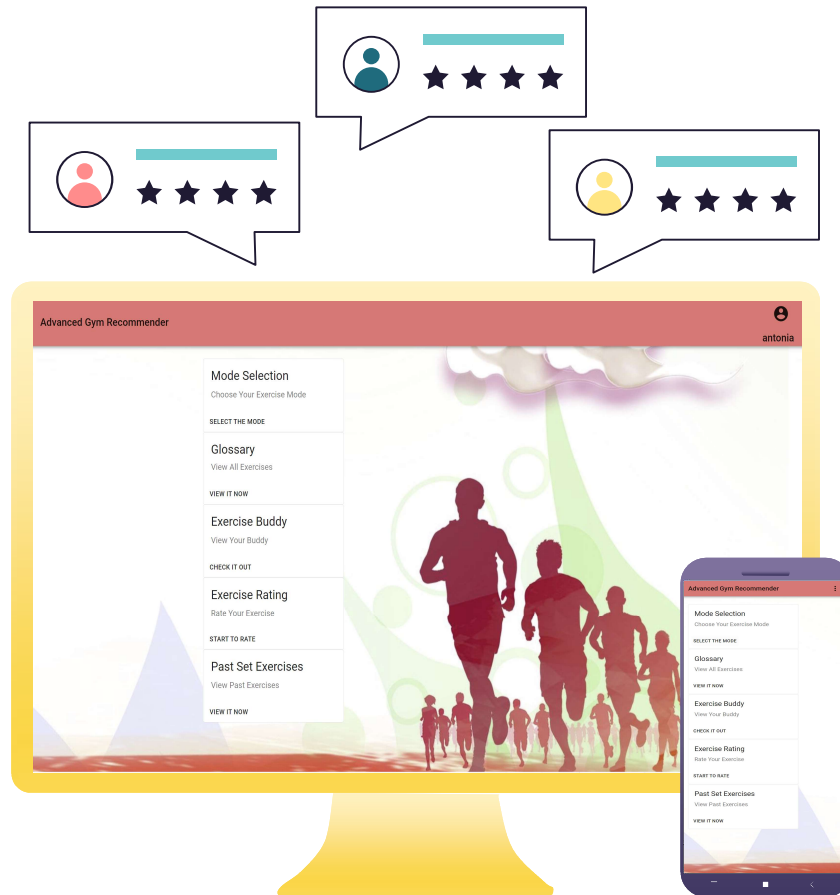 Advanced Gym Recommender
antonia
Mode Selection
Choose Your Exercise Mode
SELECT THE MODE
Glossary
View All Exercises
VIEW IT NOW
Exercise Buddy
View Your Buddy
CHECK IT OUT
Exercise Rating
Rate Your Exercise
START TO RATE
Past Set Exercises
View Past Exercises
VIEW IT NOW
Advanced Gym Recommender
Mode Selection
Choose Your Exercise Mode
SELECT THE MODE
Glossary
View All Exercises
VIEW IT NOW
Exercise Buddy
View Your Buddy
CHECK IT OUT
Exercise Rating
Rate Your Exercise
START TO RATE
Past Set Exercises
View Past Exercises
VIEW IT NOW